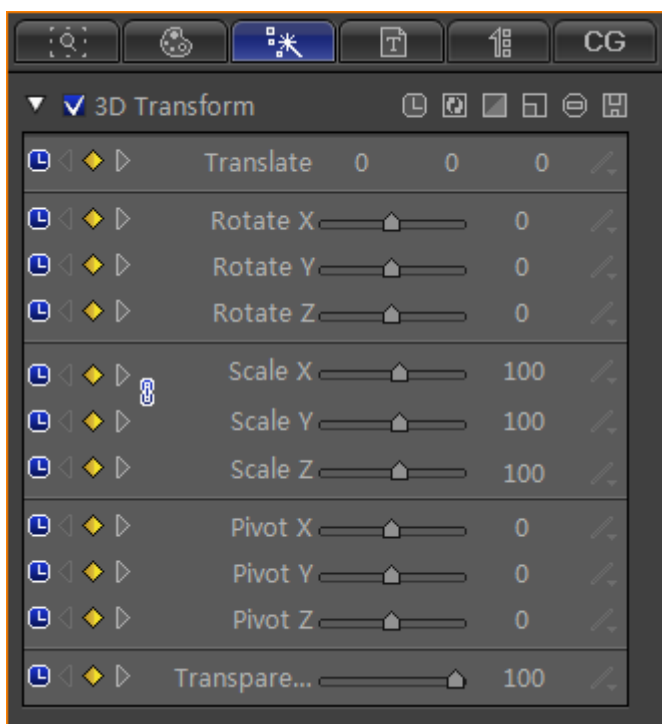 T CG
3D Transform
Translate 0 0 0
Rotate X 0
Rotate Y 0
Rotate Z 0
Scale X 100
Scale Y 100
Scale Z 100
Pivot X 0
Pivot Y 0
Pivot Z 0
Transpare... 100